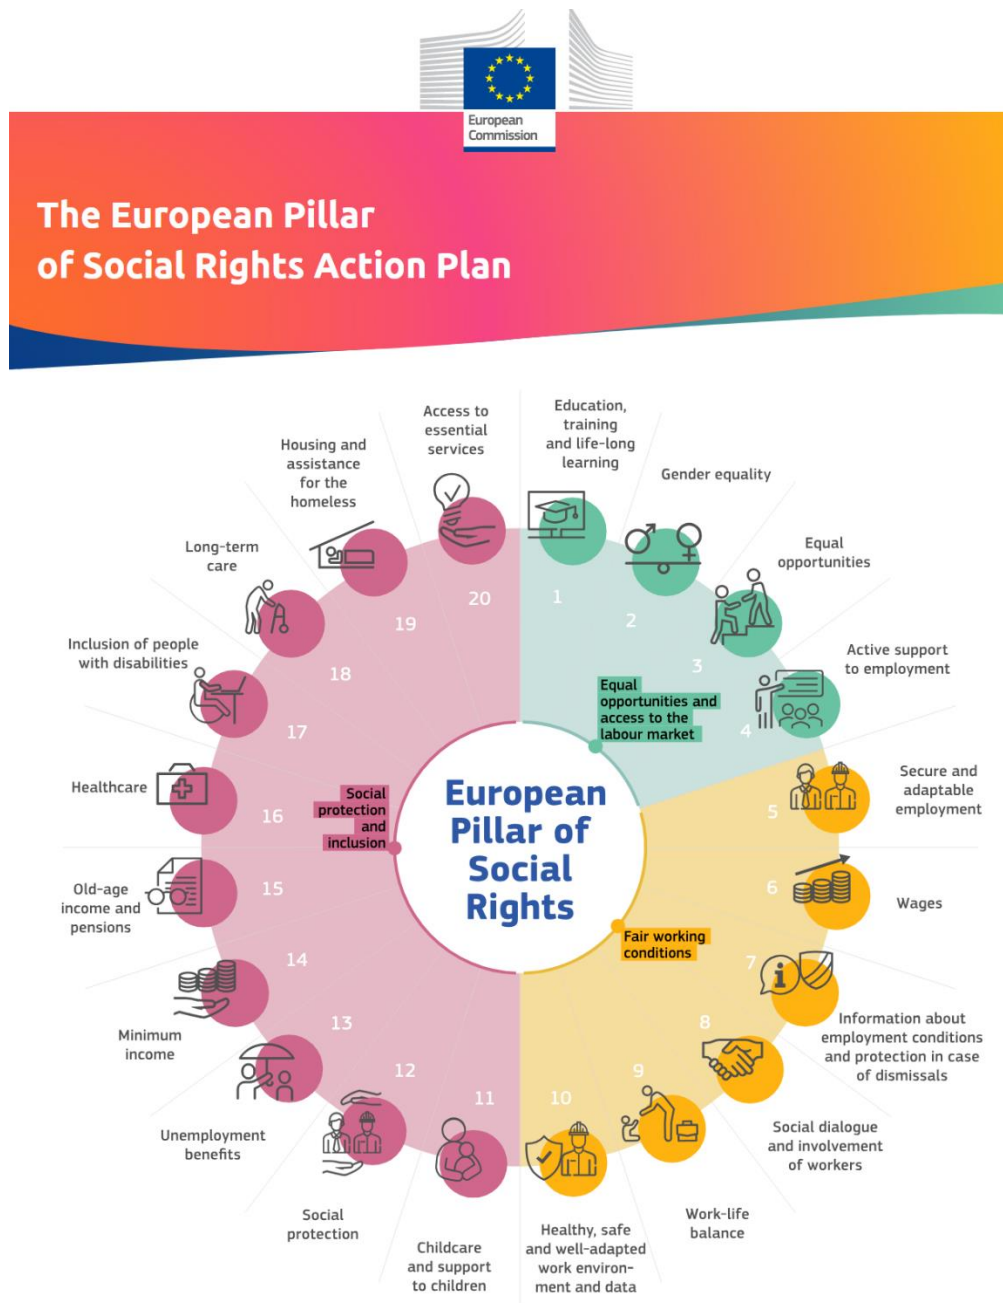 European
Commission
The European Pillar
of Social Rights Action Plan
Education,
training
and life-long
learning
1
Gender equality
2
Equal
opportunities
3
Active support
to employment
4
Equal
opportunities and
access to the
labour market
Secure and
adaptable
employment
5
Wages
6
Information about
employment conditions
and protection in case
of dismissals
7
Social dialogue
and involvement
of workers
8
Work-life
balance
9
Healthy, safe
and well-adapted
work environ-
ment and data
10
Fair working
conditions
Childcare
and support
to children
11
Social
protection
12
Unemployment
benefits
13
Minimum
income
14
Old-age
income and
pensions
15
Healthcare
16
Inclusion of people
with disabilities
17
Long-term
care
18
Housing and
assistance
for the
homeless
19
Access to
essential
services
20
Social
protection
and
inclusion
European
Pillar of
Social
Rights